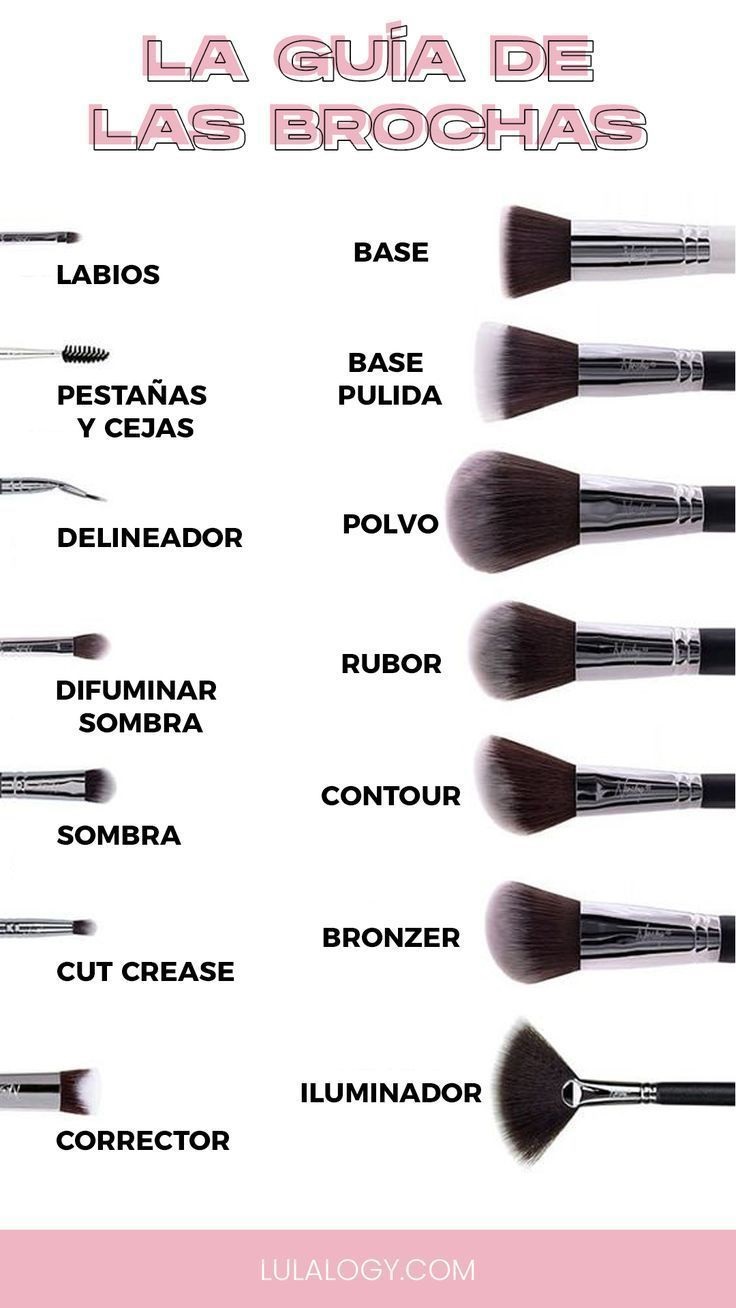 LA GUÍA DE
LAS BROCHAS
LABIOS
PESTAÑAS
Y CEJAS
DELINEADOR
DIFUMINAR
SOMBRA
SOMBRA
CUT CREASE
CORRECTOR
BASE
BASE
PULIDA
POLVO
RUBOR
CONTOUR
BRONZER
ILUMINADOR
LULALOGY.COM